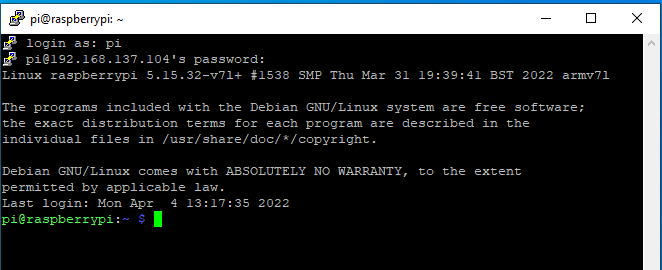 pi@raspberrypi: ~
login as: pi
pi@192.168.137.104's password:
Linux raspberrypi 5.15.32-v7l+ #1538 SMP Thu Mar 31 19:39:41 BST 2022 armv7l
The programs included with the Debian GNU/Linux system are free software;
the exact distribution terms for each program are described in the
individual files in /usr/share/doc/*/copyright.
Debian GNU/Linux comes with ABSOLUTELY NO WARRANTY, to the extent
permitted by applicable law.
Last login: Mon Apr  4 13:17:35 2022
pi@raspberrypi:~ $